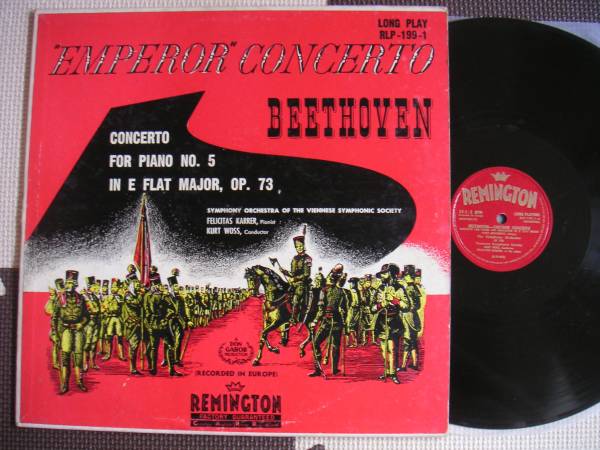 LONG PLAY
RLP-199-1
"EMPEROR" CONCERTO
BEETHOVEN
CONCERTO
FOR PIANO NO. 5
IN E FLAT MAJOR, OP. 73
SYMPHONY ORCHESTRA OF THE VIENNESE SYMPHONIC SOCIETY
FELICITAS KARRER, Pianist
KURT WOSS, Conductor
DON
GABOR
PRODUCTION
(RECORDED IN EUROPE)
REMINGTON
FACTORY GUARANTEED
REMINGTON
LONG PLAYING